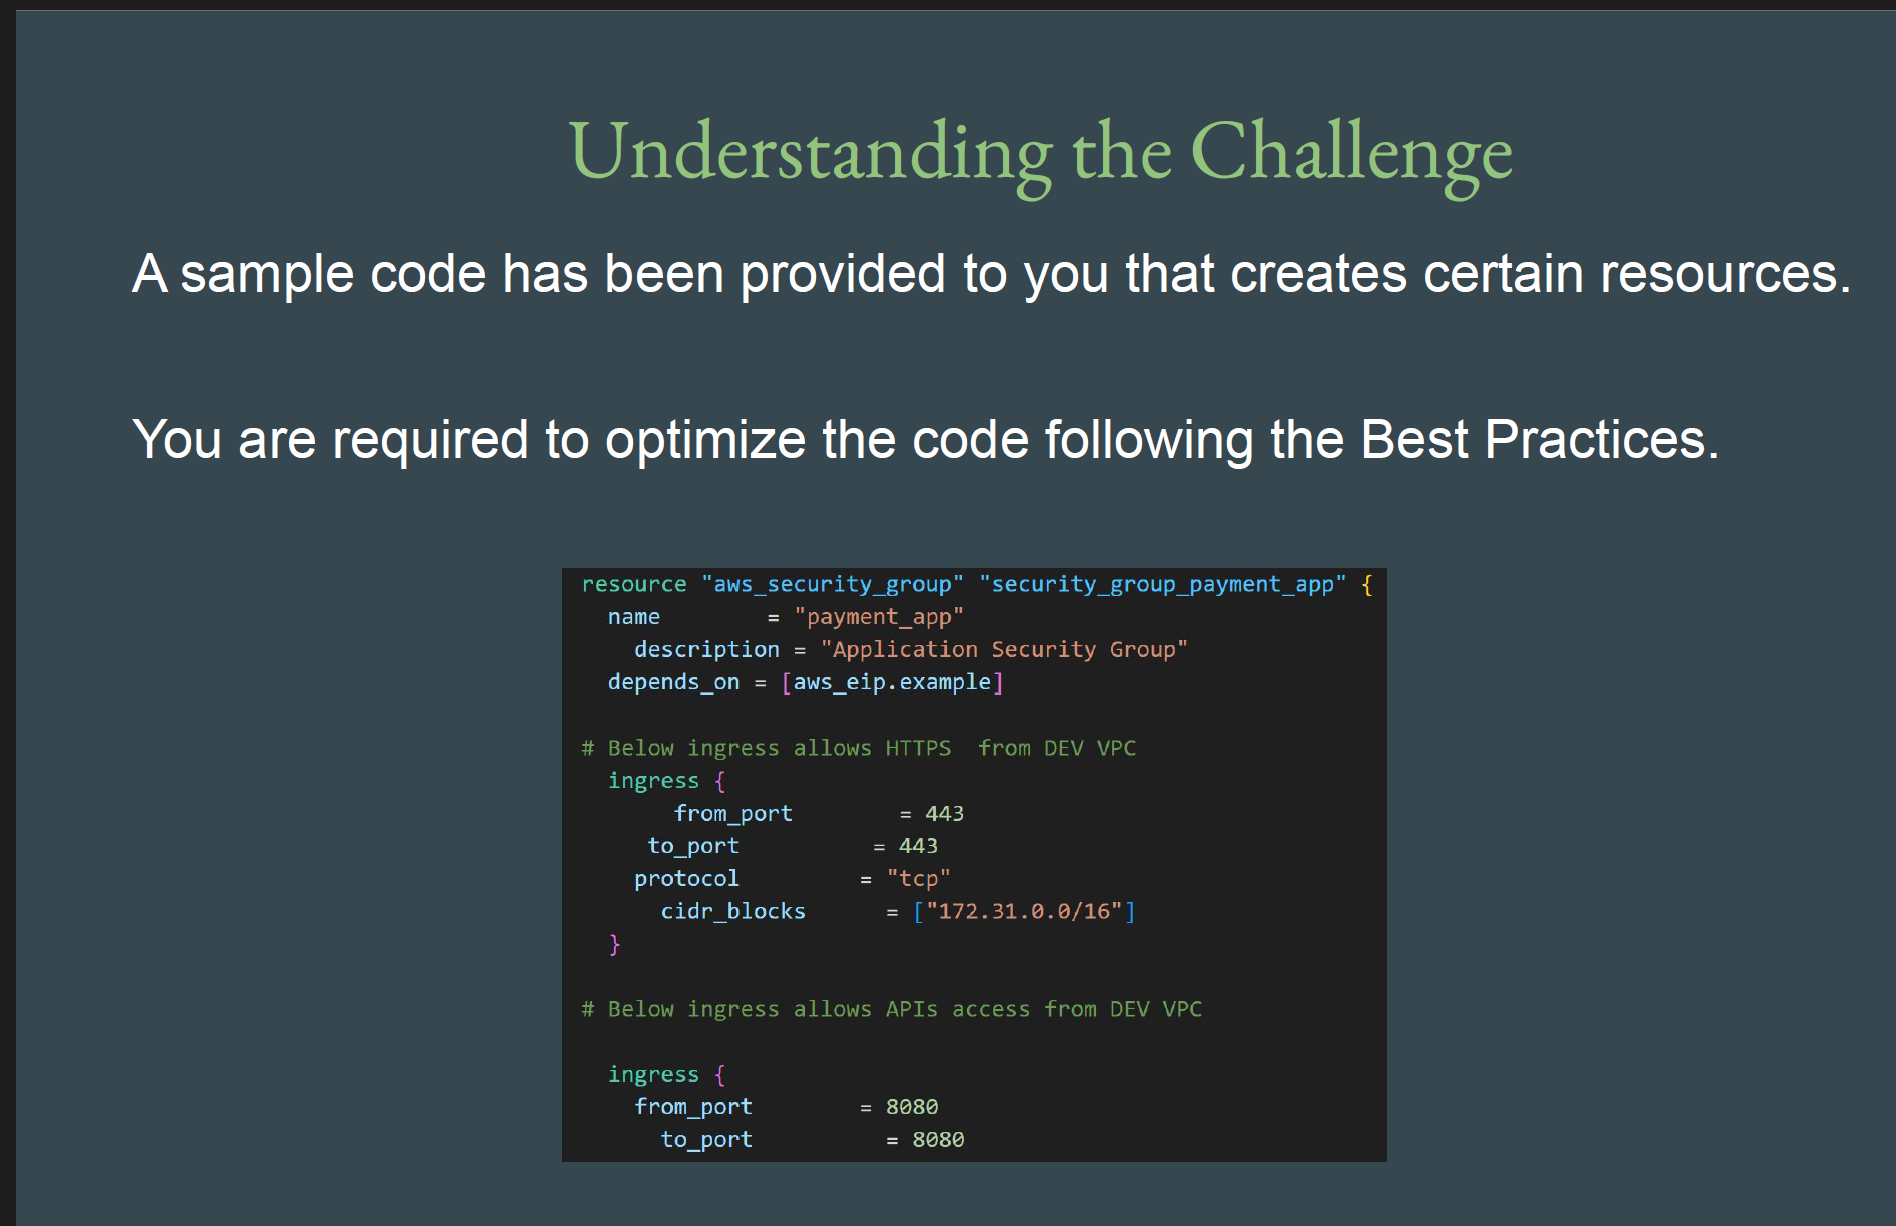 Understanding the Challenge
A sample code has been provided to you that creates certain resources.
You are required to optimize the code following the Best Practices.
resource "aws_security_group" "security_group_payment_app" {
  name        = "payment_app"
    description = "Application Security Group"
  depends_on = [aws_eip.example]
# Below ingress allows HTTPS  from DEV VPC
  ingress {
       from_port        = 443
     to_port          = 443
    protocol         = "tcp"
      cidr_blocks      = ["172.31.0.0/16"]
  }
# Below ingress allows APIs access from DEV VPC
  ingress {
    from_port        = 8080
      to_port          = 8080